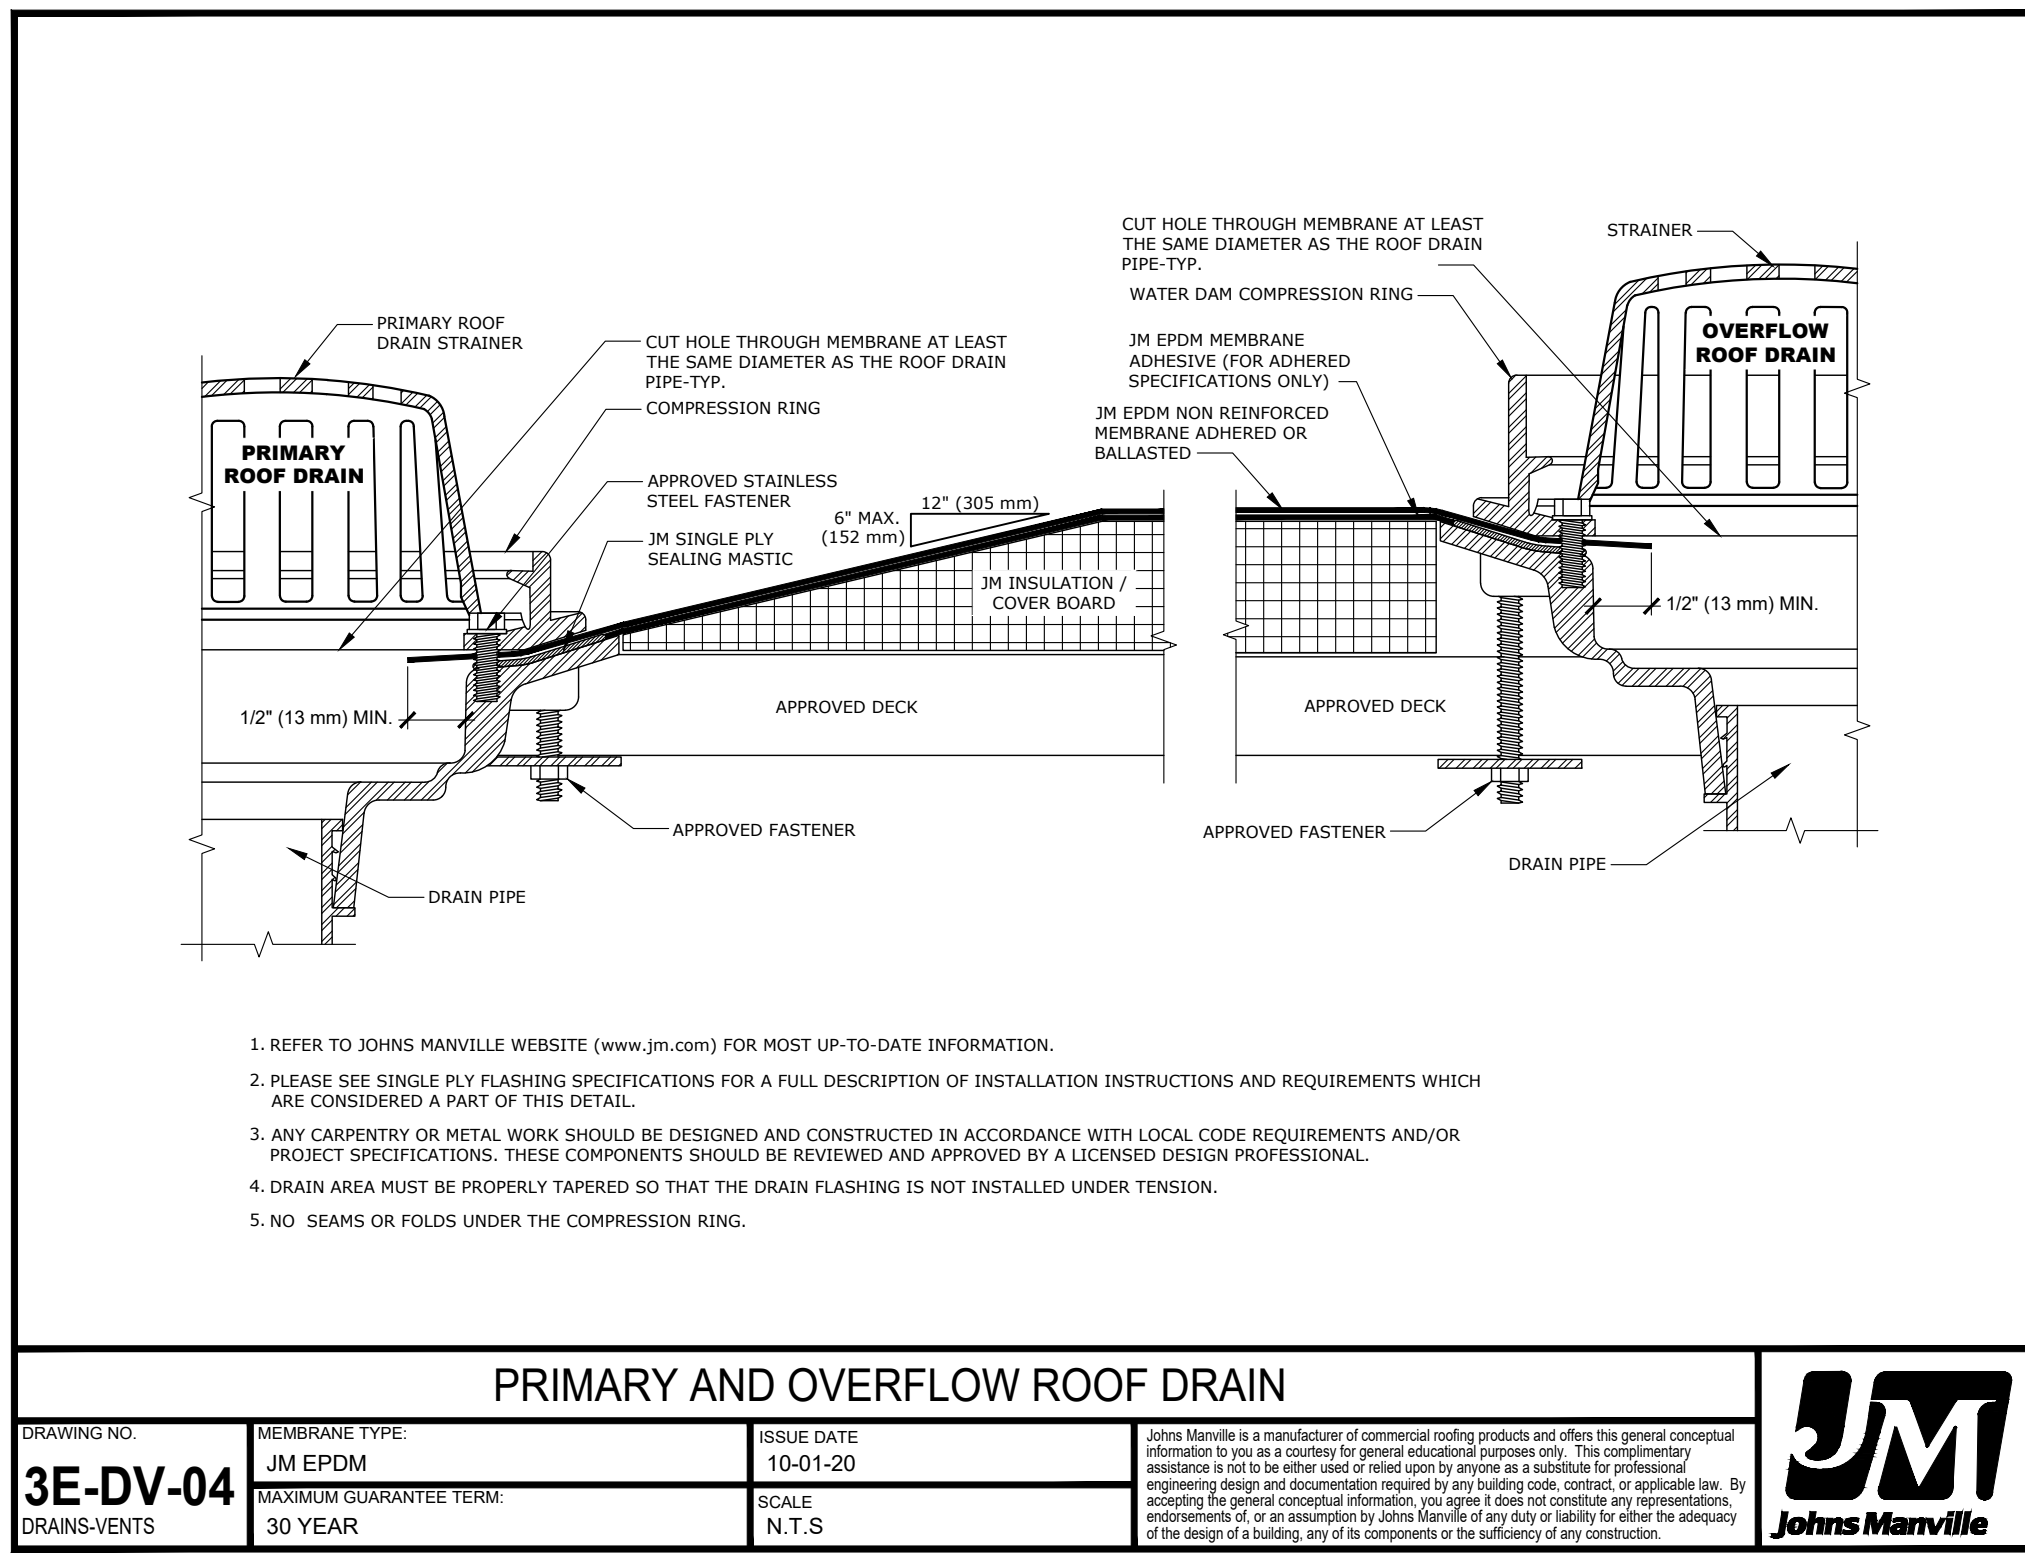 CUT HOLE THROUGH MEMBRANE AT LEAST
THE SAME DIAMETER AS THE ROOF DRAIN
PIPE-TYP.
STRAINER
WATER DAM COMPRESSION RING
JM EPDM MEMBRANE
ADHESIVE (FOR ADHERED
SPECIFICATIONS ONLY)
JM EPDM NON REINFORCED
MEMBRANE ADHERED OR
BALLASTED
OVERFLOW
ROOF DRAIN
PRIMARY ROOF
DRAIN STRAINER
CUT HOLE THROUGH MEMBRANE AT LEAST
THE SAME DIAMETER AS THE ROOF DRAIN
PIPE-TYP.
COMPRESSION RING
PRIMARY
ROOF DRAIN
APPROVED STAINLESS
STEEL FASTENER
JM SINGLE PLY
SEALING MASTIC
12" (305 mm)
6" MAX.
(152 mm)
JM INSULATION /
COVER BOARD
1/2" (13 mm) MIN.
1/2" (13 mm) MIN.
APPROVED DECK
APPROVED DECK
APPROVED FASTENER
APPROVED FASTENER
DRAIN PIPE
DRAIN PIPE
1. REFER TO JOHNS MANVILLE WEBSITE (www.jm.com) FOR MOST UP-TO-DATE INFORMATION.
2. PLEASE SEE SINGLE PLY FLASHING SPECIFICATIONS FOR A FULL DESCRIPTION OF INSTALLATION INSTRUCTIONS AND REQUIREMENTS WHICH
ARE CONSIDERED A PART OF THIS DETAIL.
3. ANY CARPENTRY OR METAL WORK SHOULD BE DESIGNED AND CONSTRUCTED IN ACCORDANCE WITH LOCAL CODE REQUIREMENTS AND/OR
PROJECT SPECIFICATIONS. THESE COMPONENTS SHOULD BE REVIEWED AND APPROVED BY A LICENSED DESIGN PROFESSIONAL.
4. DRAIN AREA MUST BE PROPERLY TAPERED SO THAT THE DRAIN FLASHING IS NOT INSTALLED UNDER TENSION.
5. NO SEAMS OR FOLDS UNDER THE COMPRESSION RING.
PRIMARY AND OVERFLOW ROOF DRAIN
DRAWING NO.
3E-DV-04
DRAINS-VENTS
MEMBRANE TYPE:
JM EPDM
MAXIMUM GUARANTEE TERM:
30 YEAR
ISSUE DATE
10-01-20
SCALE
N.T.S
Johns Manville is a manufacturer of commercial roofing products and offers this general conceptual
information to you as a courtesy for general educational purposes only. This complimentary
assistance is not to be either used or relied upon by anyone as a substitute for professional
engineering design and documentation required by any building code, contract, or applicable law. By
accepting the general conceptual information, you agree it does not constitute any representations,
endorsements of, or an assumption by Johns Manville of any duty or liability for either the adequacy
of the design of a building, any of its components or the sufficiency of any construction.
JM
Johns Manville